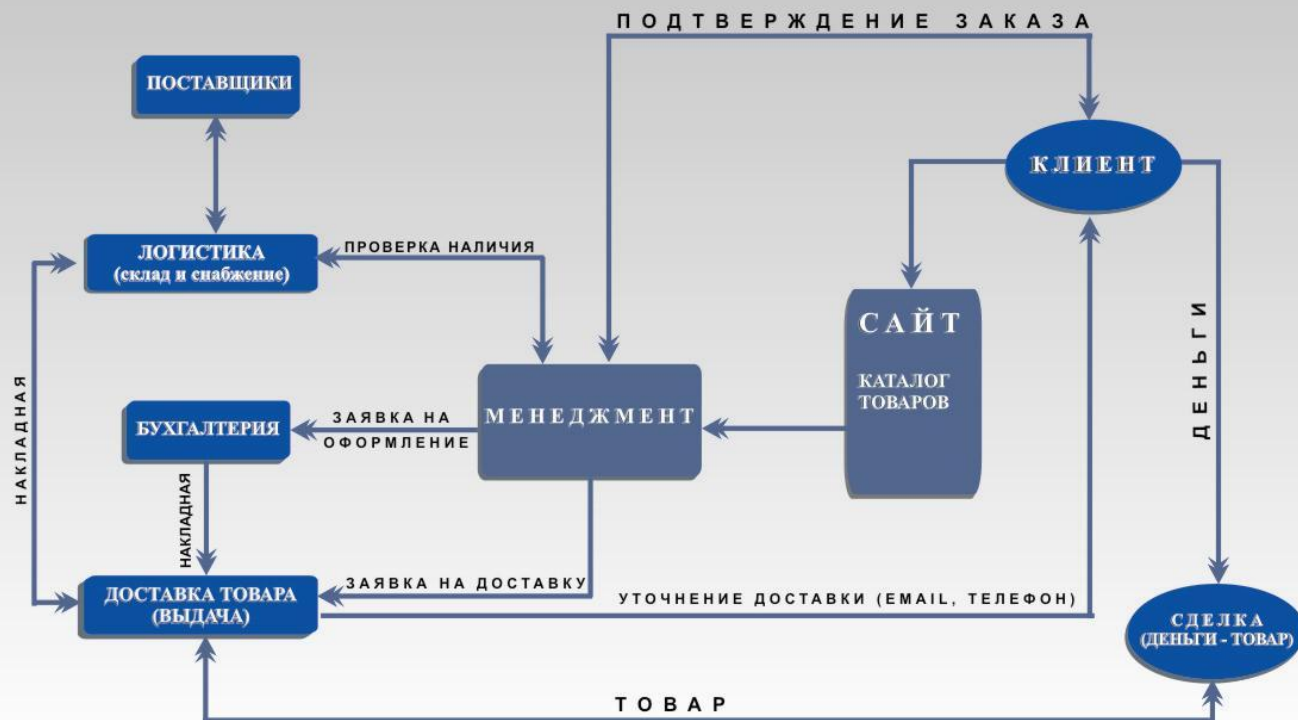 ПОДТВЕРЖДЕНИЕ ЗАКАЗА
ПОСТАВЩИКИ
КЛИЕНТ
ЛОГИСТИКА
(склад и снабжение)
ПРОВЕРКА НАЛИЧИЯ
САЙТ
КАТАЛОГ
ТОВАРОВ
ДЕНЬГИ
НАКЛАДНАЯ
БУХГАЛТЕРИЯ
ЗАЯВКА НА
ОФОРМЛЕНИЕ
МЕНЕДЖМЕНТ
НАКЛАДНАЯ
ДОСТАВКА ТОВАРА
(ВЫДАЧА)
ЗАЯВКА НА ДОСТАВКУ
УТОЧНЕНИЕ ДОСТАВКИ (EMAIL, ТЕЛЕФОН)
СДЕЛКА
(ДЕНЬГИ - ТОВАР)
ТОВАР